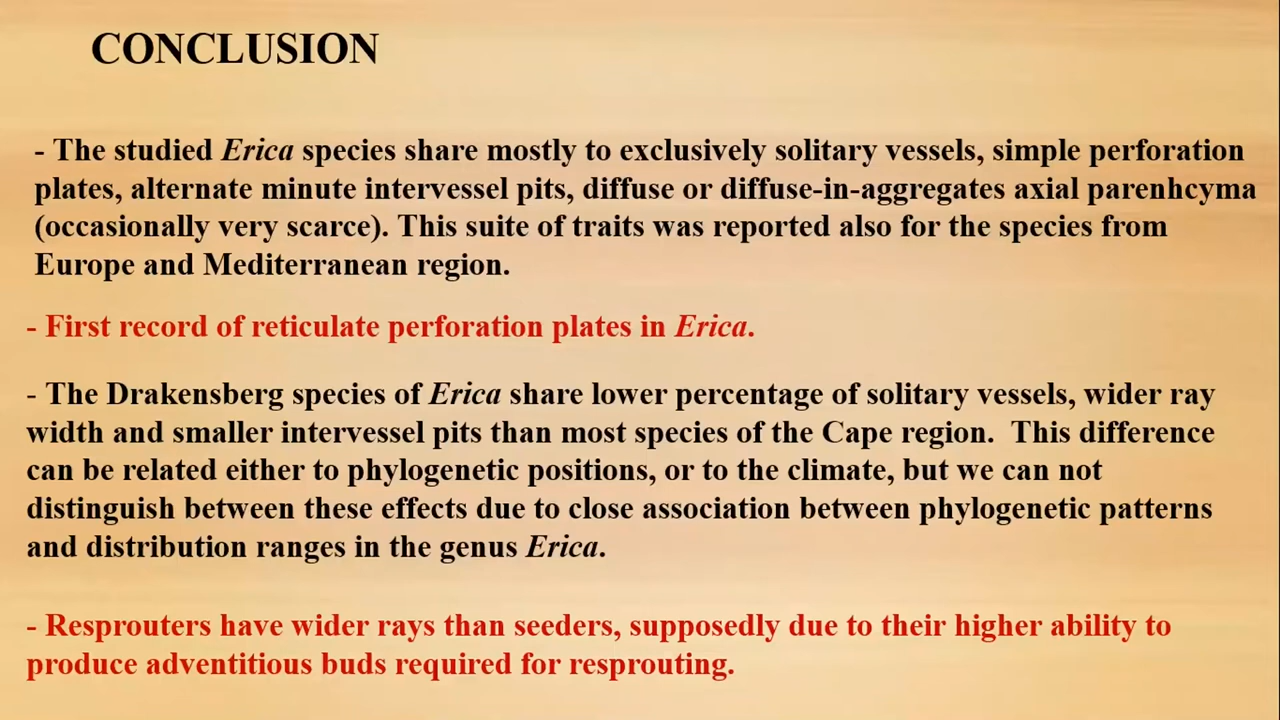 CONCLUSION
- The studied Erica species share mostly to exclusively solitary vessels, simple perforation
plates, alternate minute intervessel pits, diffuse or diffuse-in-aggregates axial parenhcyma
(occasionally very scarce). This suite of traits was reported also for the species from
Europe and Mediterranean region.
- First record of reticulate perforation plates in Erica.
- The Drakensberg species of Erica share lower percentage of solitary vessels, wider ray
width and smaller intervessel pits than most species of the Cape region.  This difference
can be related either to phylogenetic positions, or to the climate, but we can not
distinguish between these effects due to close association between phylogenetic patterns
and distribution ranges in the genus Erica.
- Resprouters have wider rays than seeders, supposedly due to their higher ability to
produce adventitious buds required for resprouting.